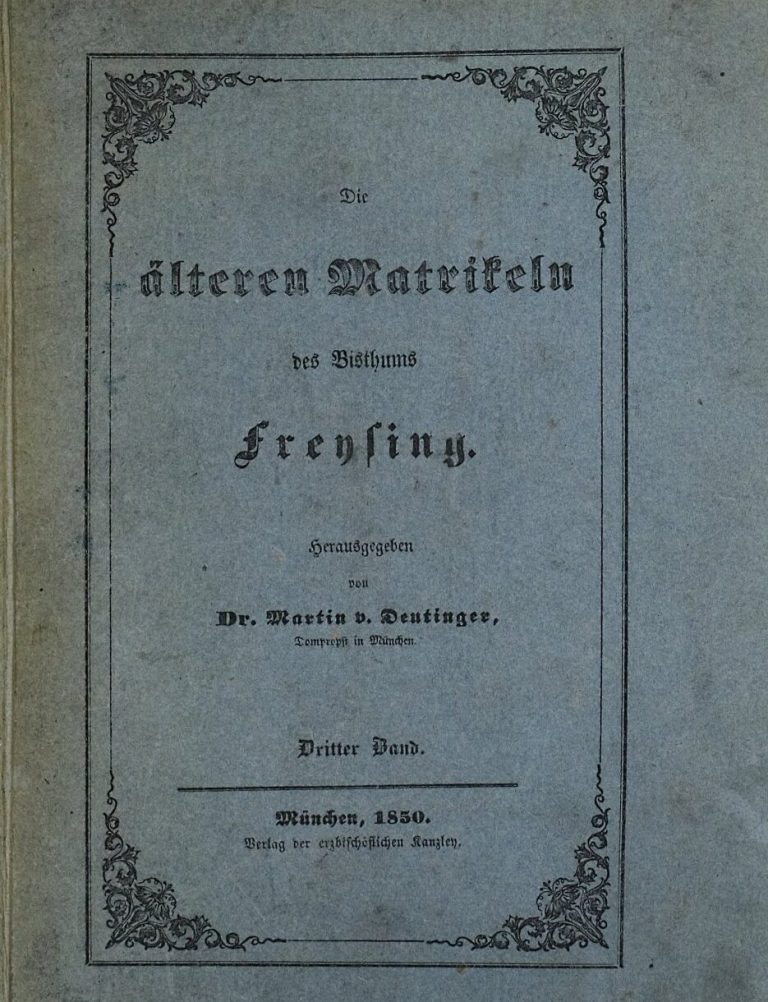 Die
älteren Matrikeln
des Bisthums
Freysing.
Herausgegeben
von
Dr. Martin v. Deutinger,
Dompropst in München.
Dritter Band.
München, 1850.
Verlag der erzbischöflichen Kanzley.